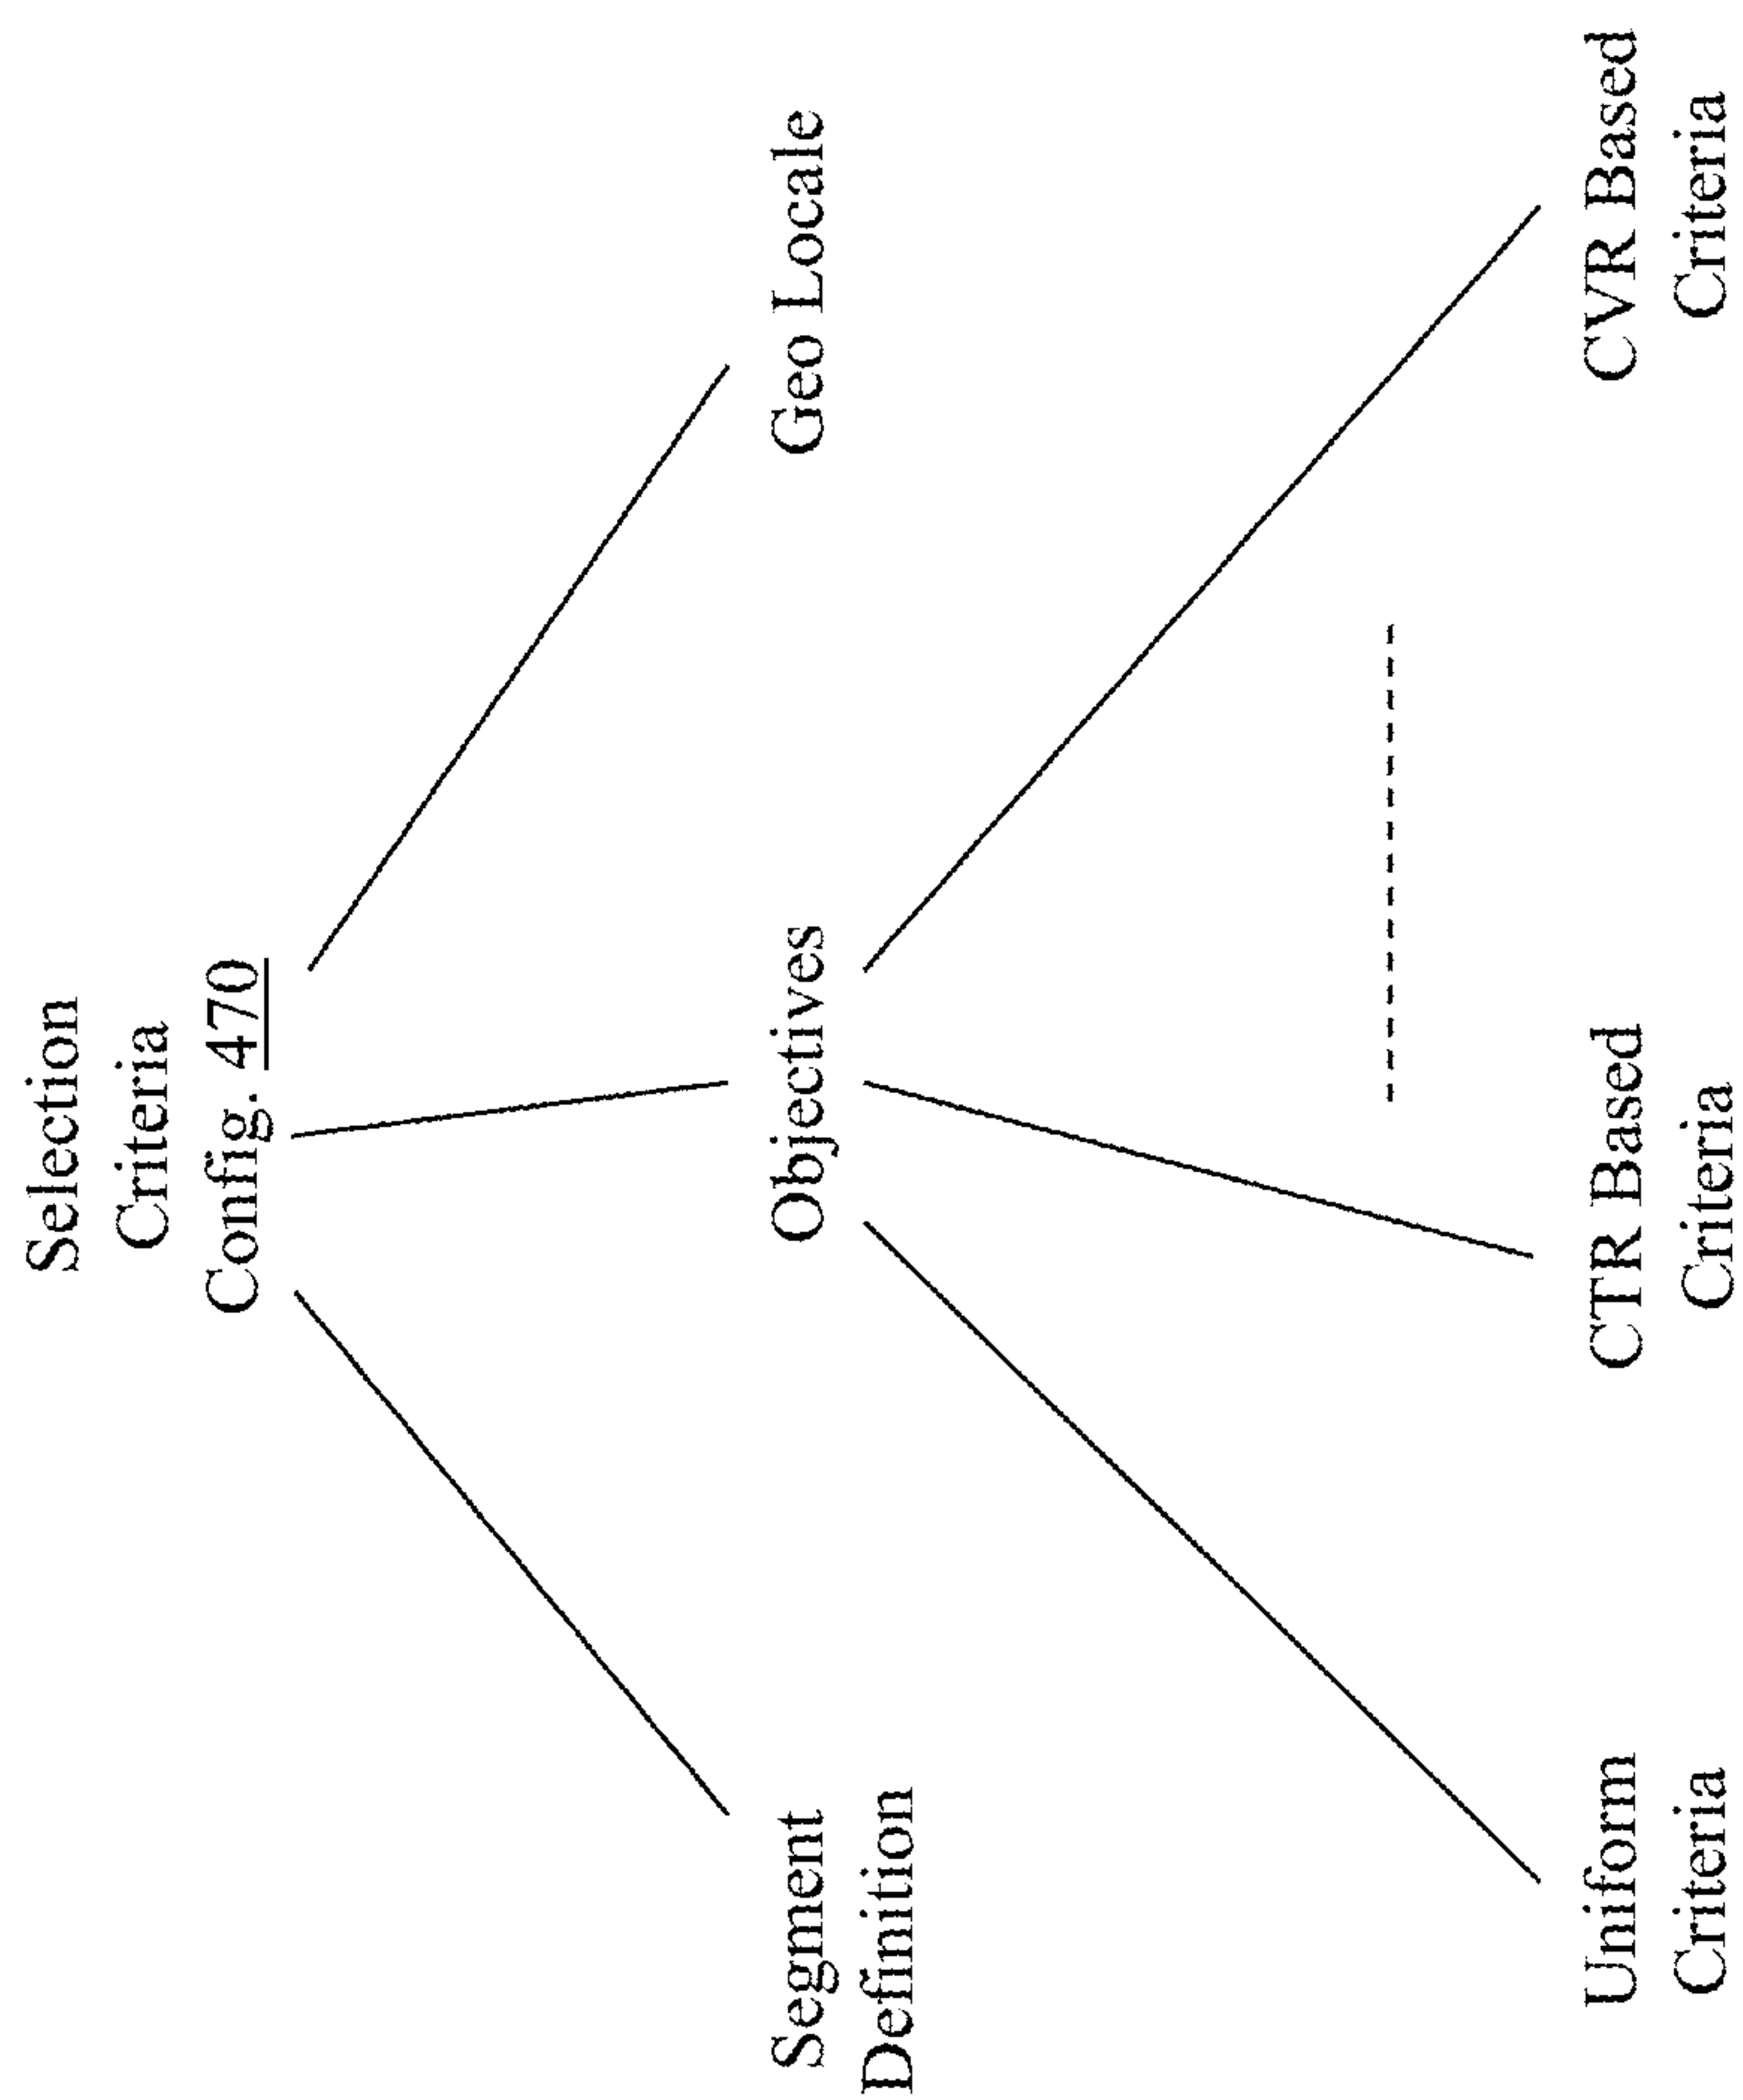 Selection
Criteria
Config. 470
Segment
Definition
Objectives
Geo Locale
Uniform
Criteria
CTR Based
Criteria
CVR Based
Criteria